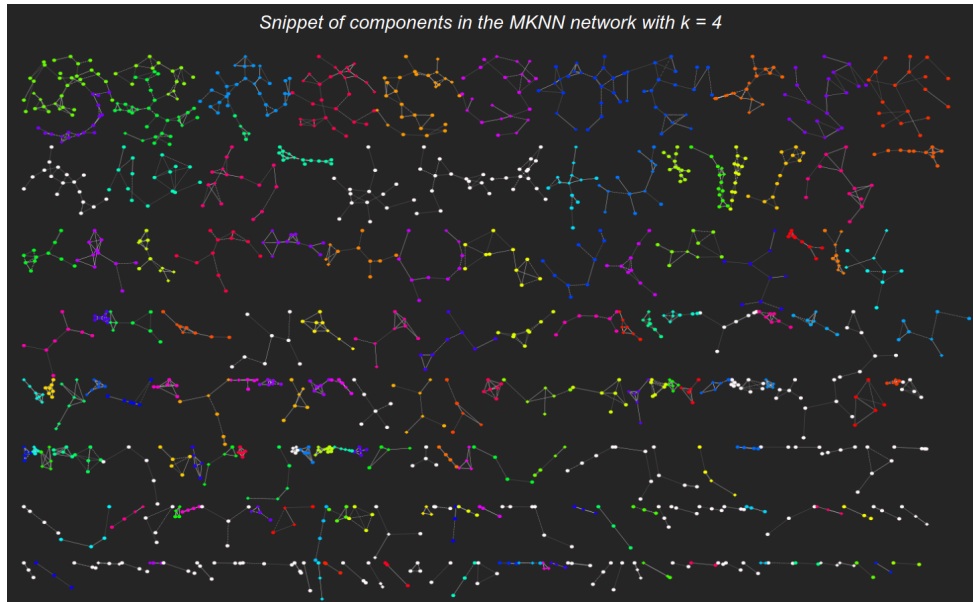 Snippet of components in the MKNN network with k = 4